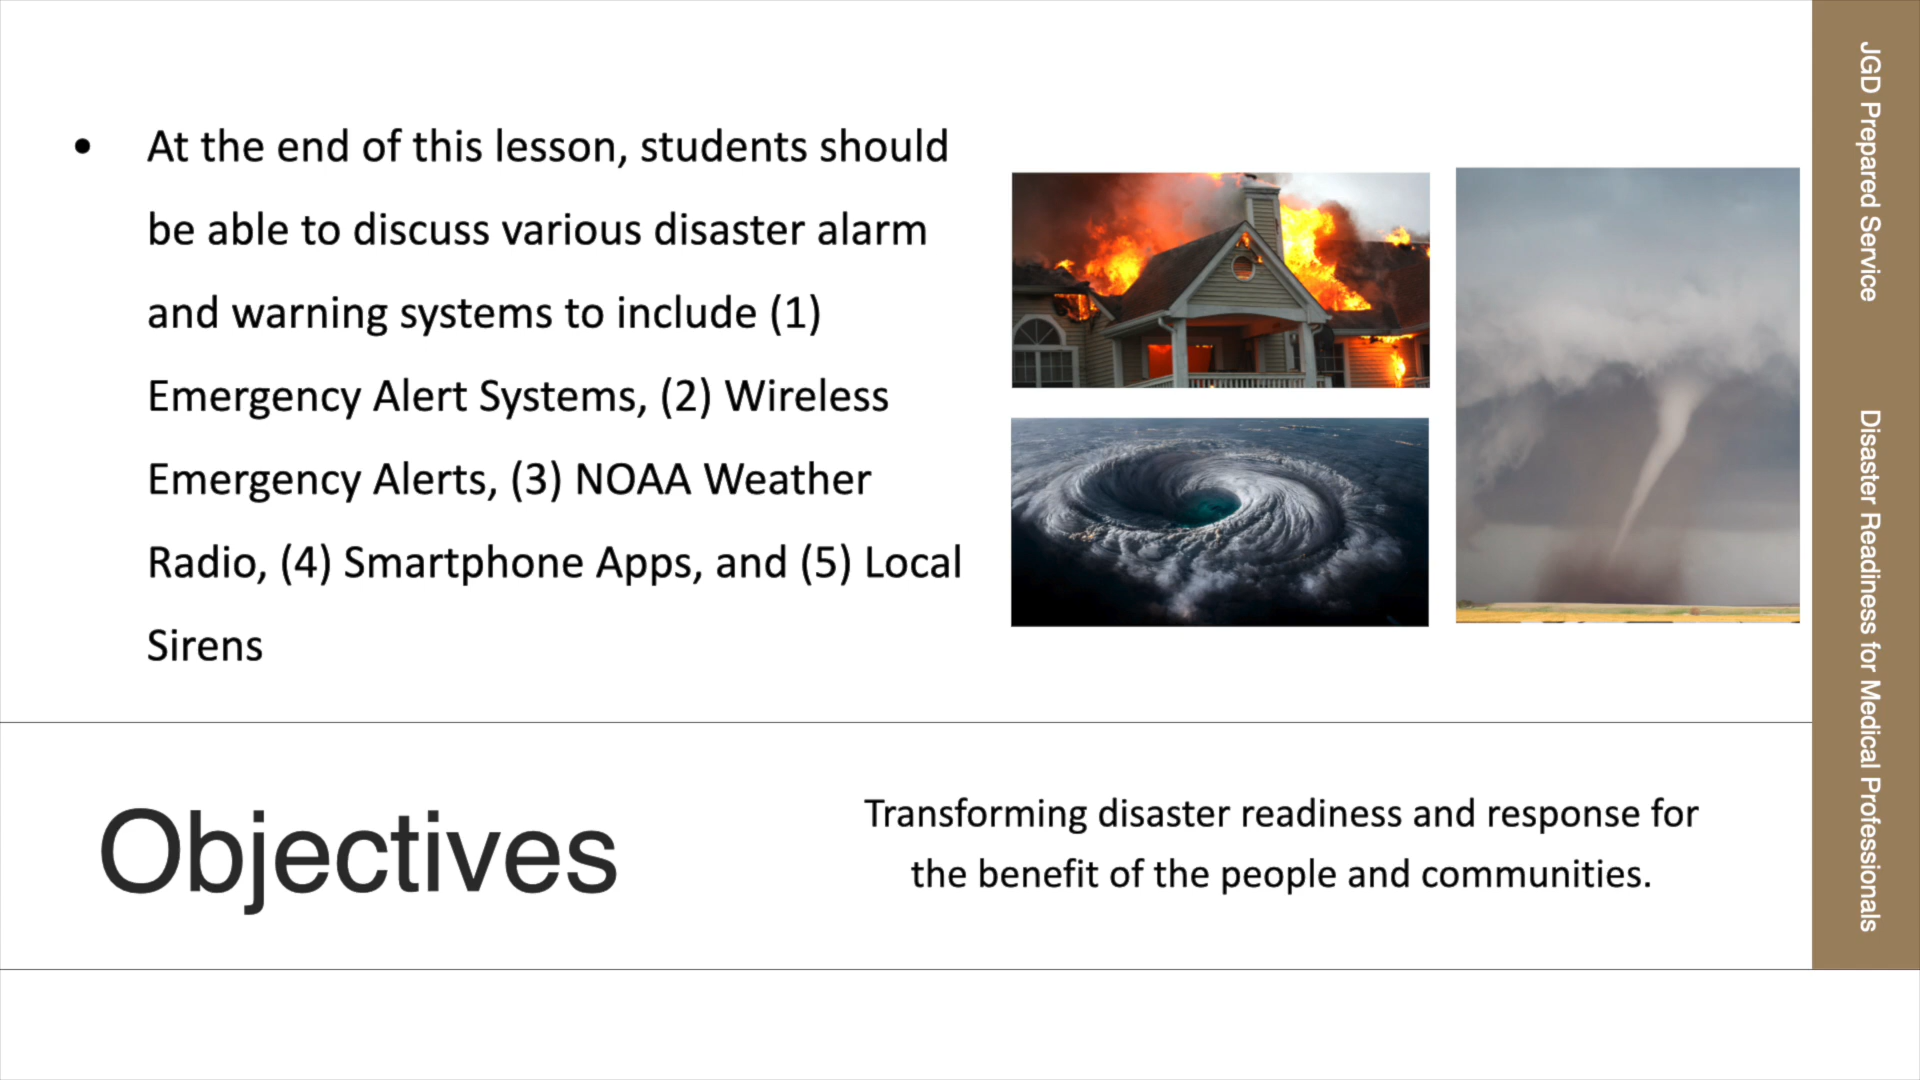 • At the end of this lesson, students should
be able to discuss various disaster alarm
and warning systems to include (1)
Emergency Alert Systems, (2) Wireless
Emergency Alerts, (3) NOAA Weather
Radio, (4) Smartphone Apps, and (5) Local
Sirens
Objectives
Transforming disaster readiness and response for
the benefit of the people and communities.
JGD Prepared Service
Disaster Readiness for Medical Professionals